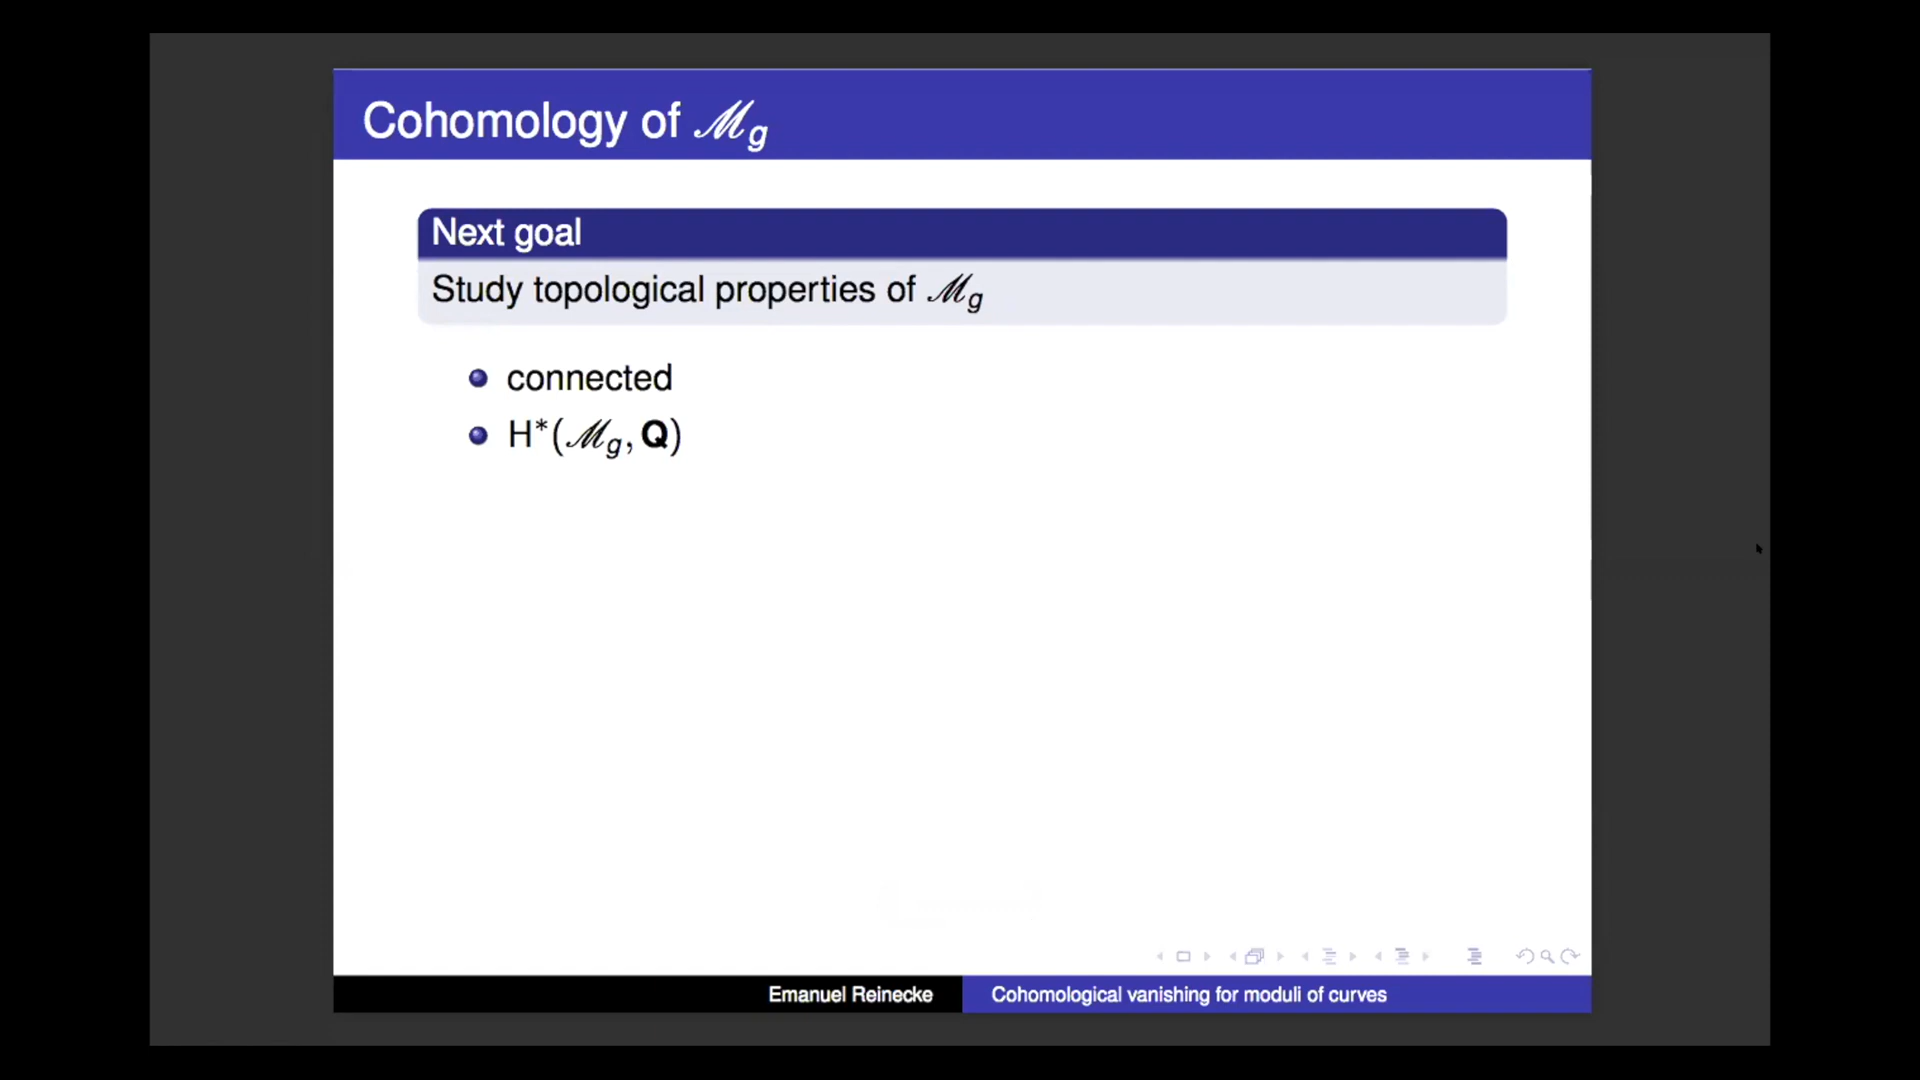 Cohomology of ℳg
Next goal
Study topological properties of ℳg
connected
H*(ℳg, Q)
Emanuel Reinecke
Cohomological vanishing for moduli of curves